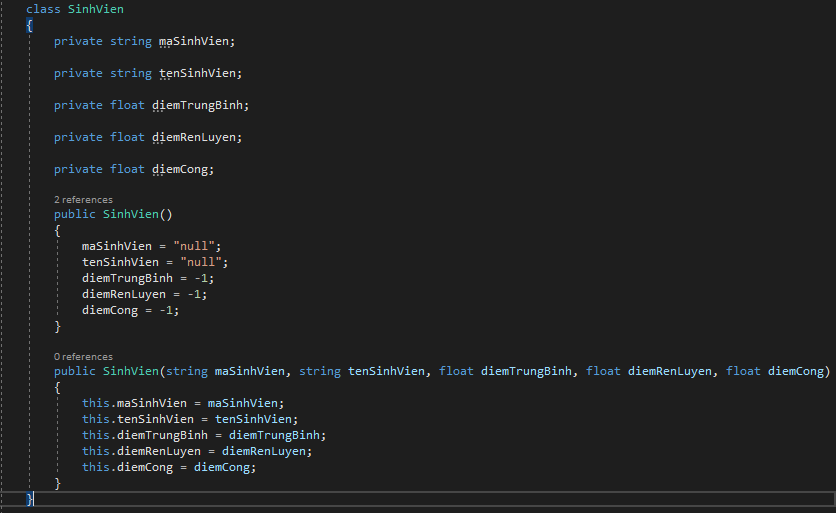 class SinhVien
{
private string maSinhVien;
private string tenSinhVien;
private float diemTrungBinh;
private float diemRenLuyen;
private float diemCong;
2 references
public SinhVien()
{
maSinhVien = "null";
tenSinhVien = "null";
diemTrungBinh = -1;
diemRenLuyen = -1;
diemCong = -1;
}
0 references
public SinhVien(string maSinhVien, string tenSinhVien, float diemTrungBinh, float diemRenLuyen, float diemCong)
{
this.maSinhVien = maSinhVien;
this.tenSinhVien = tenSinhVien;
this.diemTrungBinh = diemTrungBinh;
this.diemRenLuyen = diemRenLuyen;
this.diemCong = diemCong;
}
}